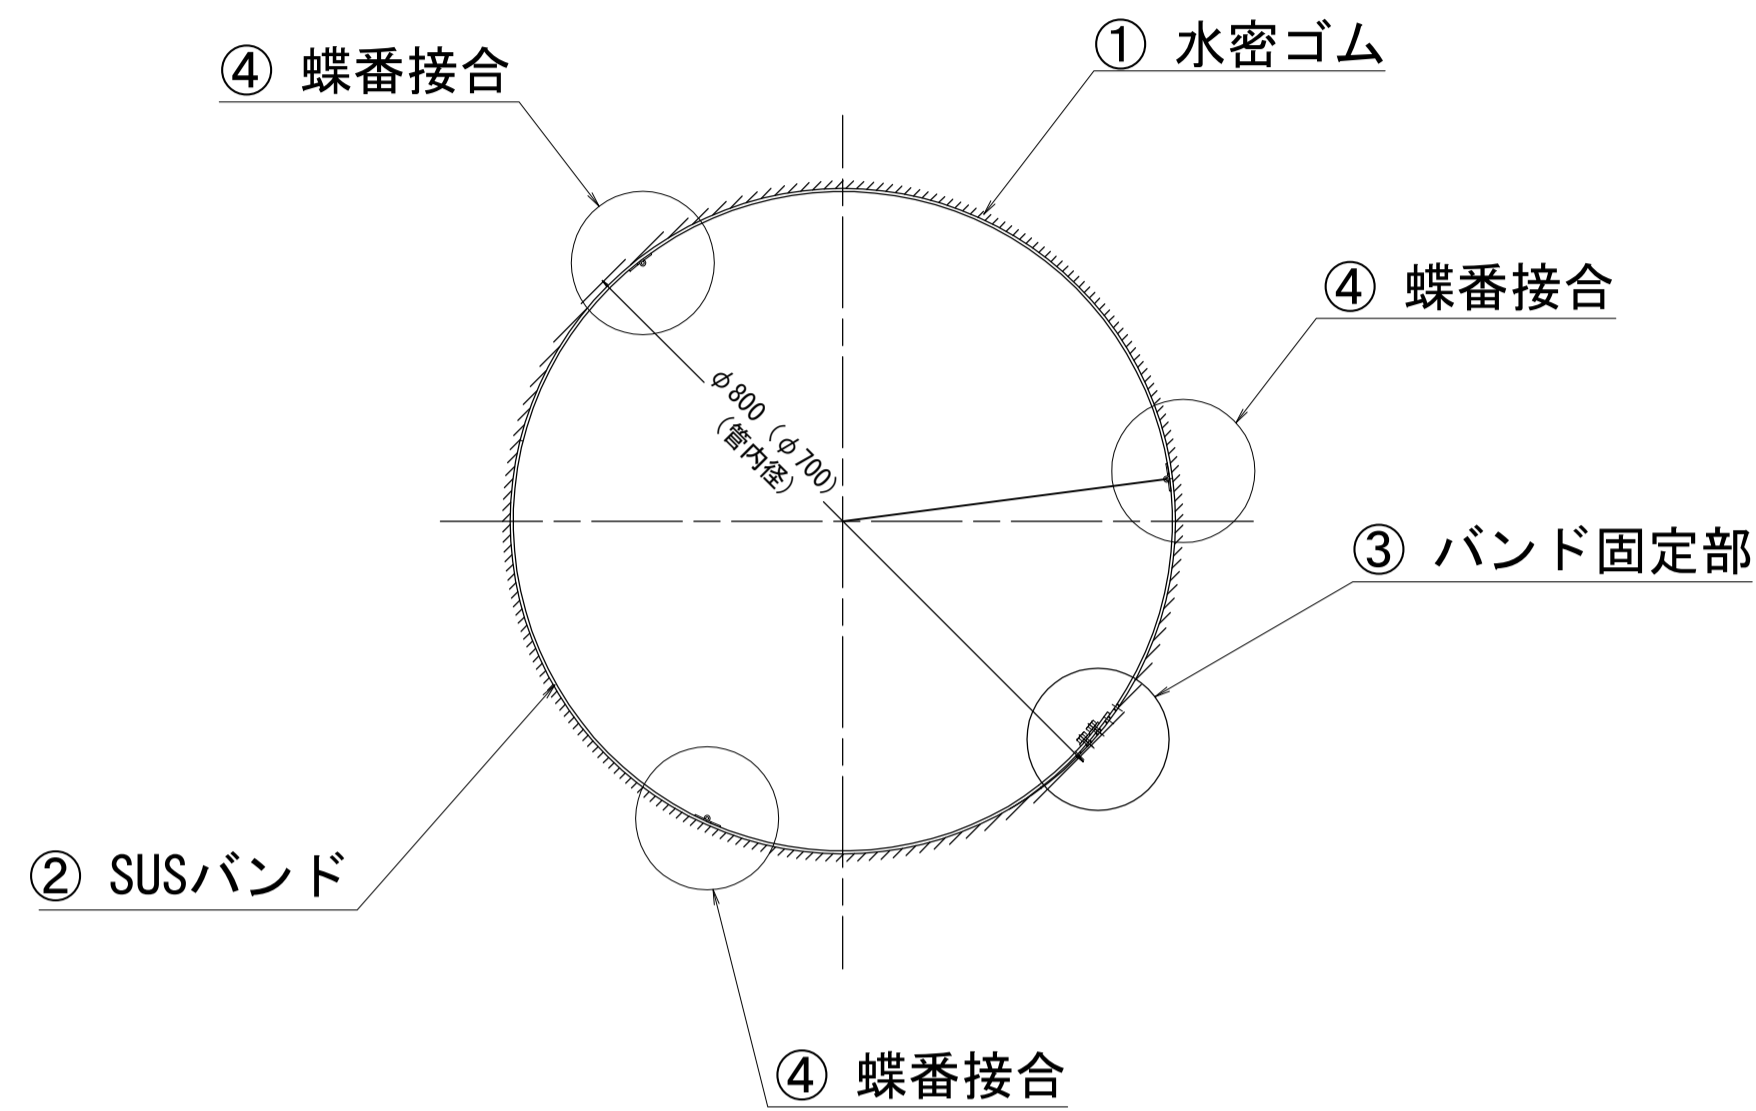 ① 水密ゴム
④ 蝶番接合
④ 蝶番接合
φ800（φ700）
（管内径）
③ バンド固定部
② SUSバンド
④ 蝶番接合